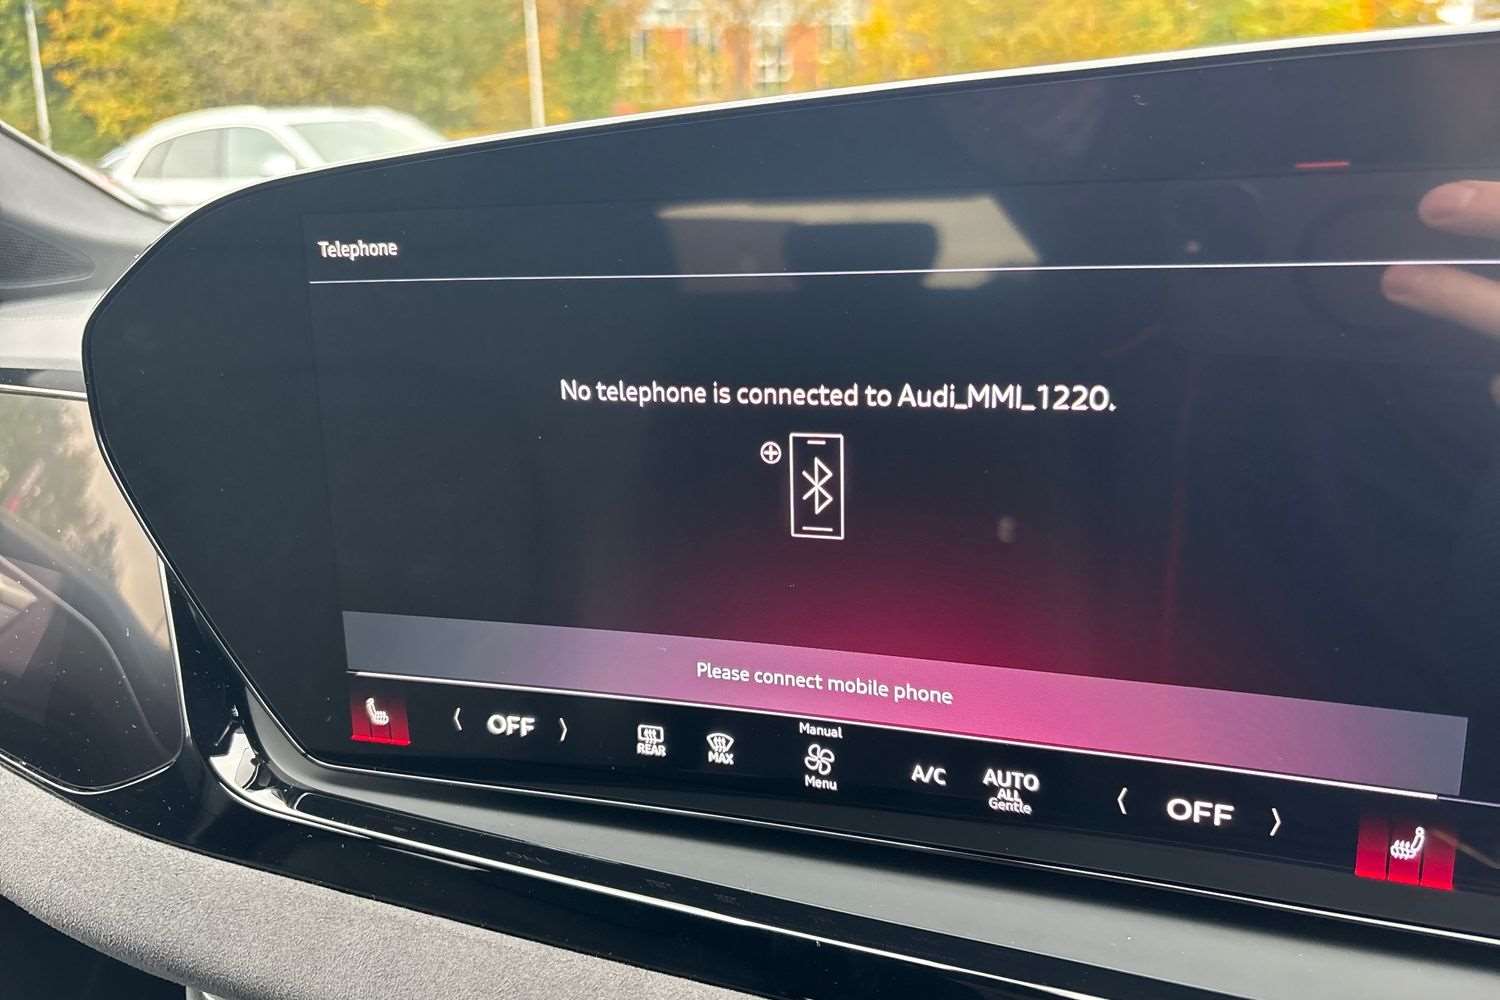 Telephone
No telephone is connected to Audi_MMI_1220.
Please connect mobile phone
OFF
REAR
MAX
Manual
Menu
A/C
AUTO
ALL
Gentle
OFF